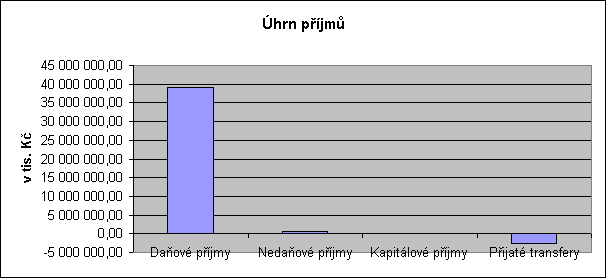 Úhrn příjmů
v tis. Kč
45 000 000,00
40 000 000,00
35 000 000,00
30 000 000,00
25 000 000,00
20 000 000,00
15 000 000,00
10 000 000,00
5 000 000,00
0,00
-5 000 000,00
Daňové příjmy Nedaňové příjmy Kapitálové příjmy Přijaté transfery